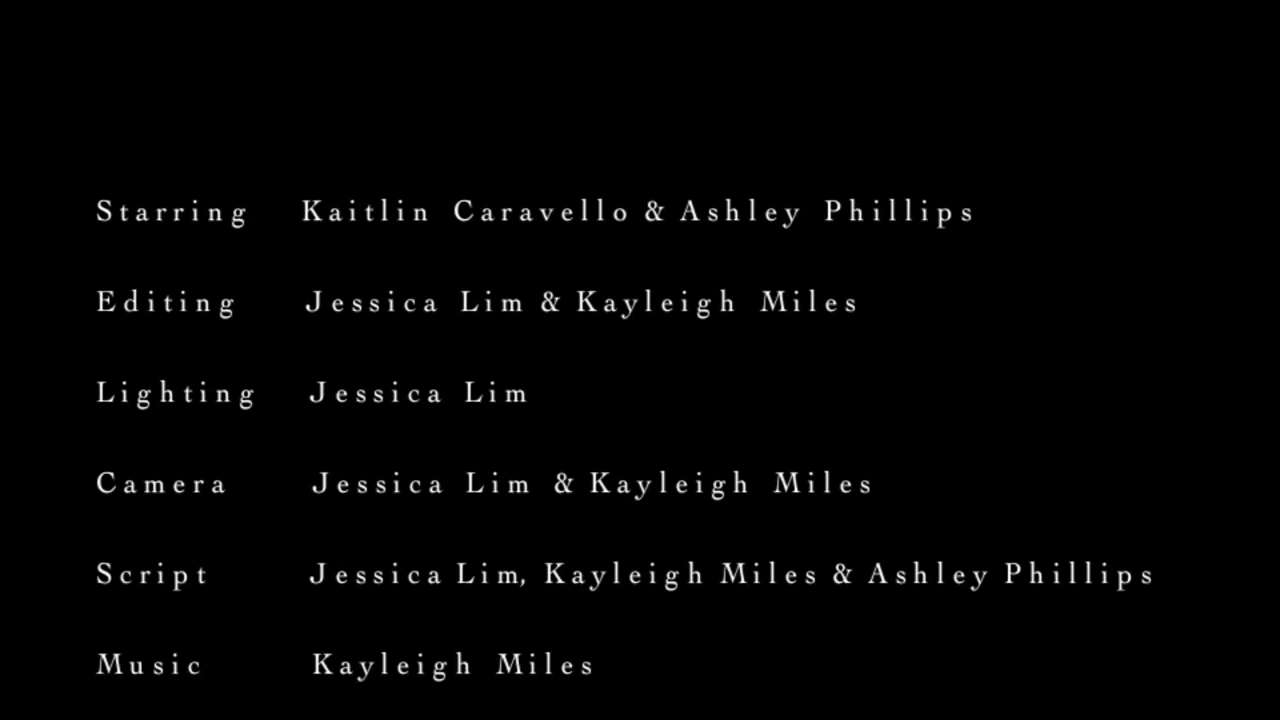 Starring Kaitlin Caravello & Ashley Phillips
Editing Jessica Lim & Kayleigh Miles
Lighting Jessica Lim
Camera Jessica Lim & Kayleigh Miles
Script Jessica Lim, Kayleigh Miles & Ashley Phillips
Music Kayleigh Miles